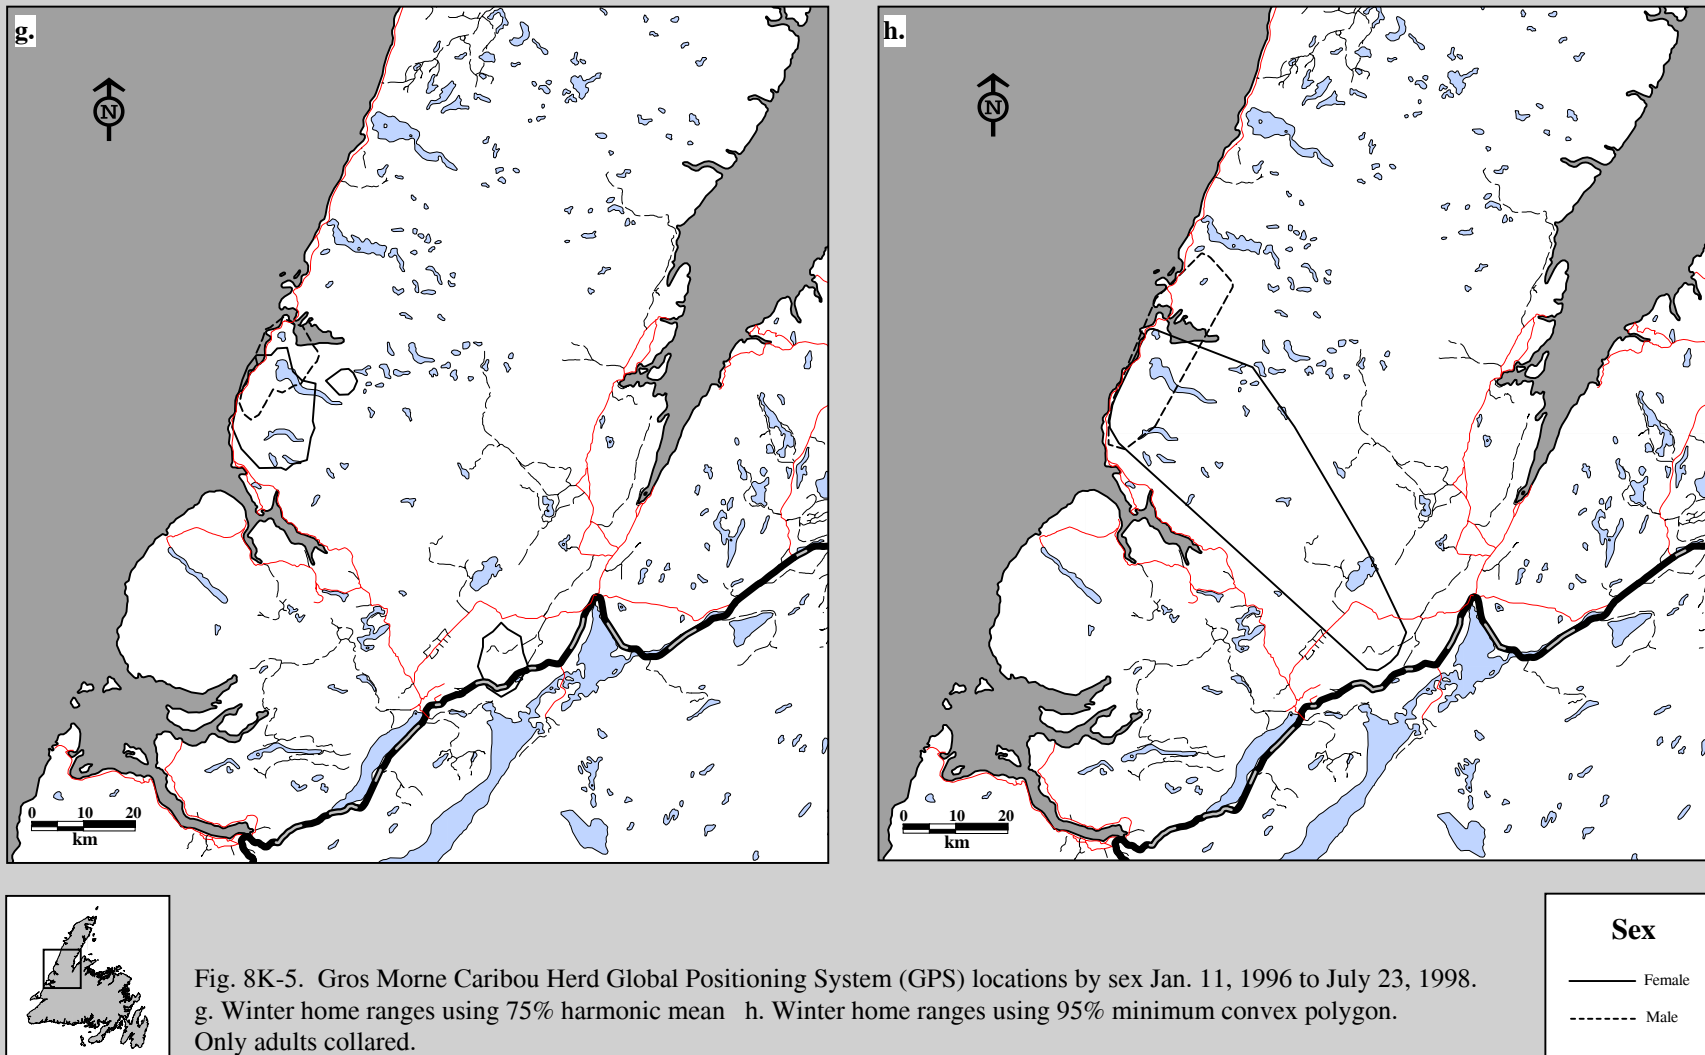 g.
N
0 10 20
km
h.
N
0 10 20
km
Fig. 8K-5. Gros Morne Caribou Herd Global Positioning System (GPS) locations by sex Jan. 11, 1996 to July 23, 1998.
g. Winter home ranges using 75% harmonic mean h. Winter home ranges using 95% minimum convex polygon.
Only adults collared.
Sex
Female
Male